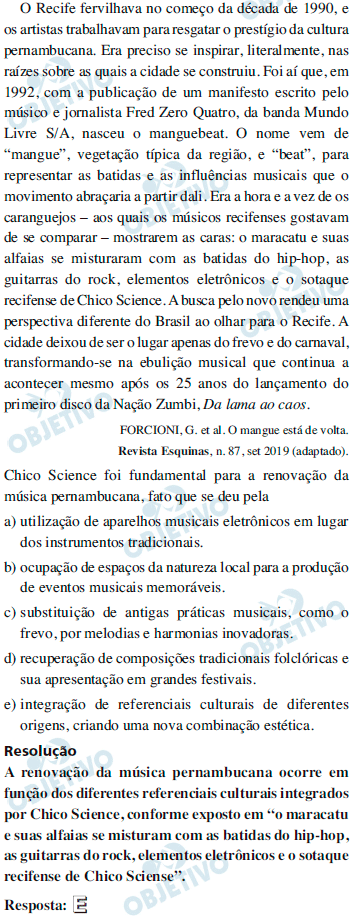 O Recife fervilhava no começo da década de 1990, e
os artistas trabalhavam para resgatar o prestígio da cultura
pernambucana. Era preciso se inspirar, literalmente, nas
raízes sobre as quais a cidade se construiu. Foi aí que, em
1992, com a publicação de um manifesto escrito pelo
músico e jornalista Fred Zero Quatro, da banda Mundo
Livre S/A, nasceu o manguebeat. O nome vem de
“mangue”, vegetação típica da região, e “beat”, para
representar as batidas e as influências musicais que o
movimento abraçaria a partir dali. Era a hora e a vez de os
caranguejos – aos quais os músicos recifenses gostavam
de se comparar – mostrarem as caras: o maracatu e suas
alfaias se misturaram com as batidas do hip-hop, as
guitarras do rock, elementos eletrônicos e o sotaque
recifense de Chico Science. A busca pelo novo rendeu uma
perspectiva diferente do Brasil ao olhar para o Recife. A
cidade deixou de ser o lugar apenas do frevo e do carnaval,
transformando-se na ebulição musical que continua a
acontecer mesmo após os 25 anos do lançamento do
primeiro disco da Nação Zumbi, Da lama ao caos.
FORCIONI, G. et al. O mangue está de volta.
Revista Esquinas, n. 87, set 2019 (adaptado).
Chico Science foi fundamental para a renovação da
música pernambucana, fato que se deu pela
a) utilização de aparelhos musicais eletrônicos em lugar
dos instrumentos tradicionais.
b) ocupação de espaços da natureza local para a produção
de eventos musicais memoráveis.
c) substituição de antigas práticas musicais, como o
frevo, por melodias e harmonias inovadoras.
d) recuperação de composições tradicionais folclóricas e
sua apresentação em grandes festivais.
e) integração de referenciais culturais de diferentes
origens, criando uma nova combinação estética.
Resolução
A renovação da música pernambucana ocorre em
função dos diferentes referenciais culturais integrados
por Chico Science, conforme exposto em “o maracatu
e suas alfaias se misturam com as batidas do hip-hop,
as guitarras do rock, elementos eletrônicos e o sotaque
recifense de Chico Sciense”.
Resposta: E
OBJETIVO
OBJETIVO
OBJETIVO
OBJETIVO
OBJETIVO
OBJETIVO
OBJETIVO
OBJETIVO
OBJETIVO